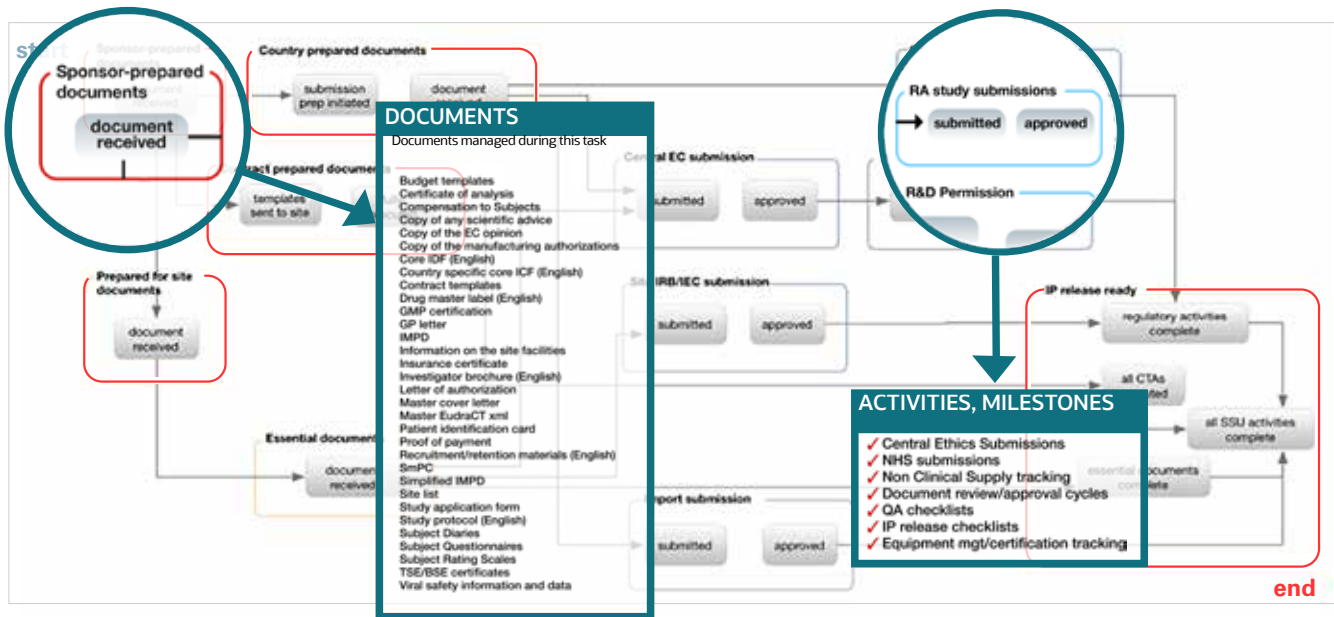 start
Sponsor-prepared
documents
document
received
Country prepared documents
submission
prep initiated
document
received
RA study submissions
submitted
approved
R&D Permission
DOCUMENTS
Documents managed during this task
Budget templates
Certificate of analysis
Compensation to Subjects
Copy of any scientific advice
Copy of the EC opinion
Copy of the manufacturing authorizations
Core IDF (English)
Country specific core ICF (English)
Contract templates
Drug master label (English)
GMP certification
GP letter
IMPD
Information on the site facilities
Insurance certificate
Investigator brochure (English)
Letter of authorization
Master cover letter
Master EudraCT xml
Patient identification card
Proof of payment
Recruitment/retention materials (English)
SmPC
Simplified IMPD
Site list
Study application form
Study protocol (English)
Subject Diaries
Subject Questionnaires
Subject Rating Scales
TSE/BSE certificates
Viral safety information and data
prepared documents
templates
sent to site
Central EC submission
submitted
approved
Prepared for site
documents
document
received
Site IRB/IEC submission
submitted
approved
IP release ready
regulatory activities
complete
all CTAs
all SSU activities
complete
essential documents
complete
ACTIVITIES, MILESTONES
✓ Central Ethics Submissions
✓ NHS submissions
✓ Non Clinical Supply tracking
✓ Document review/approval cycles
✓ QA checklists
✓ IP release checklists
✓ Equipment mgt/certification tracking
Essential documents
document
received
Import submission
submitted
approved
end